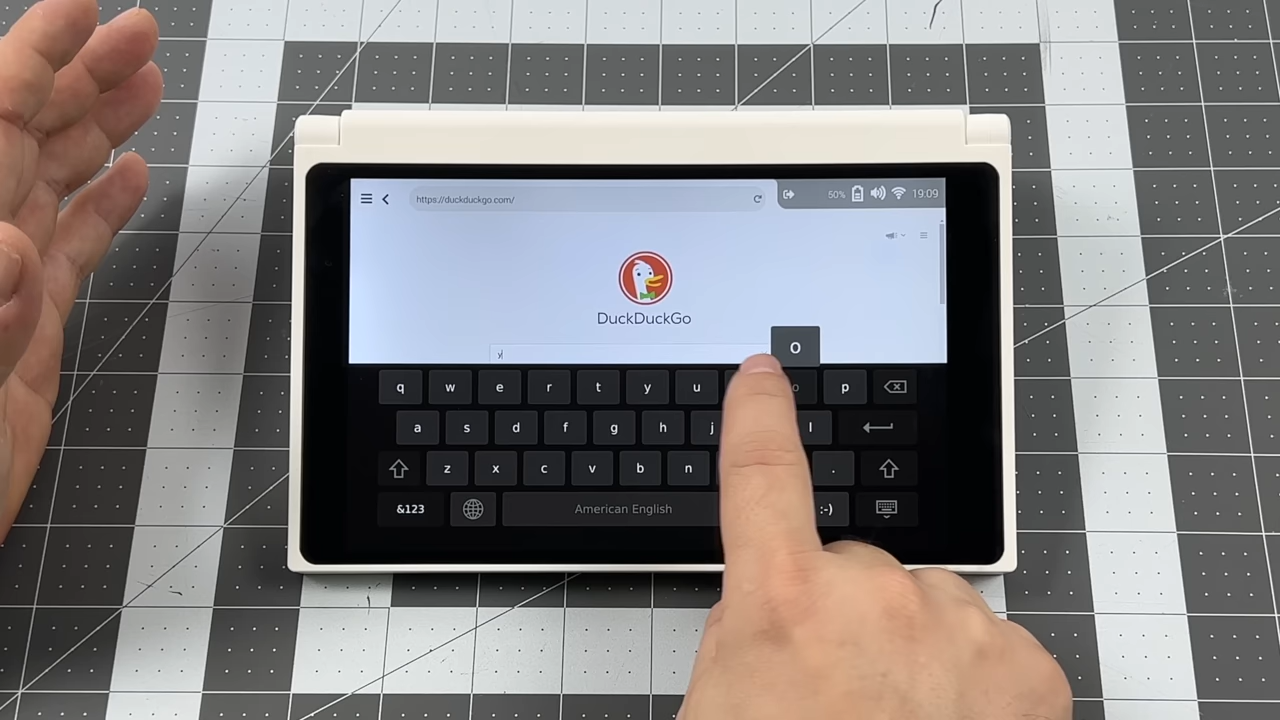 https://duckduckgo.com/ 50% 19:09
DuckDuckGo
y
O
q w e r t y u o p
a s d f g h j l
z x c v b n .
&123 American English :-)